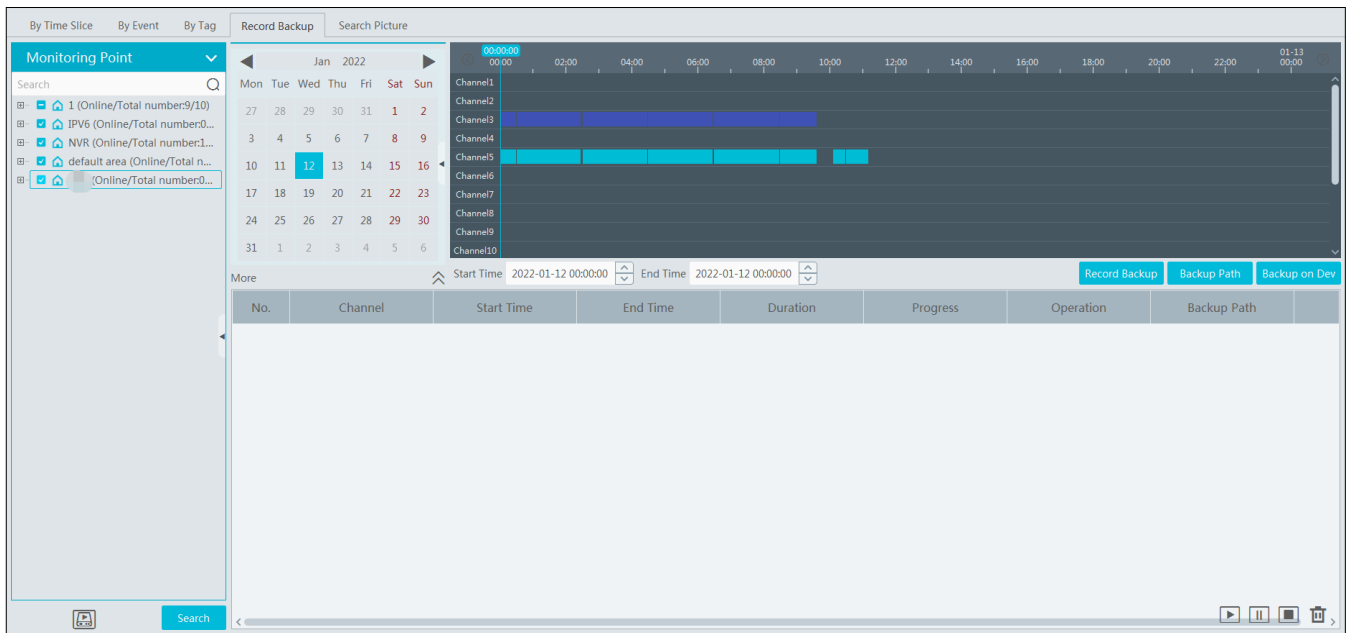 By Time Slice By Event By Tag Record Backup Search Picture
Monitoring Point
Search
1 (Online/Total number:9/10)
IPV6 (Online/Total number:0...
NVR (Online/Total number:1...
default area (Online/Total n...
(Online/Total number:0...
Search
Jan 2022
Mon Tue Wed Thu Fri Sat Sun
27 28 29 30 31 1 2
3 4 5 6 7 8 9
10 11 12 13 14 15 16
17 18 19 20 21 22 23
24 25 26 27 28 29 30
31 1 2 3 4 5 6
More
00:00:00 01-13
00:00 02:00 04:00 06:00 08:00 10:00 12:00 14:00 16:00 18:00 20:00 22:00 00:00
Channel1
Channel2
Channel3
Channel4
Channel5
Channel6
Channel7
Channel8
Channel9
Channel10
Start Time 2022-01-12 00:00:00 End Time 2022-01-12 00:00:00 Record Backup Backup Path Backup on Dev
No. Channel Start Time End Time Duration Progress Operation Backup Path